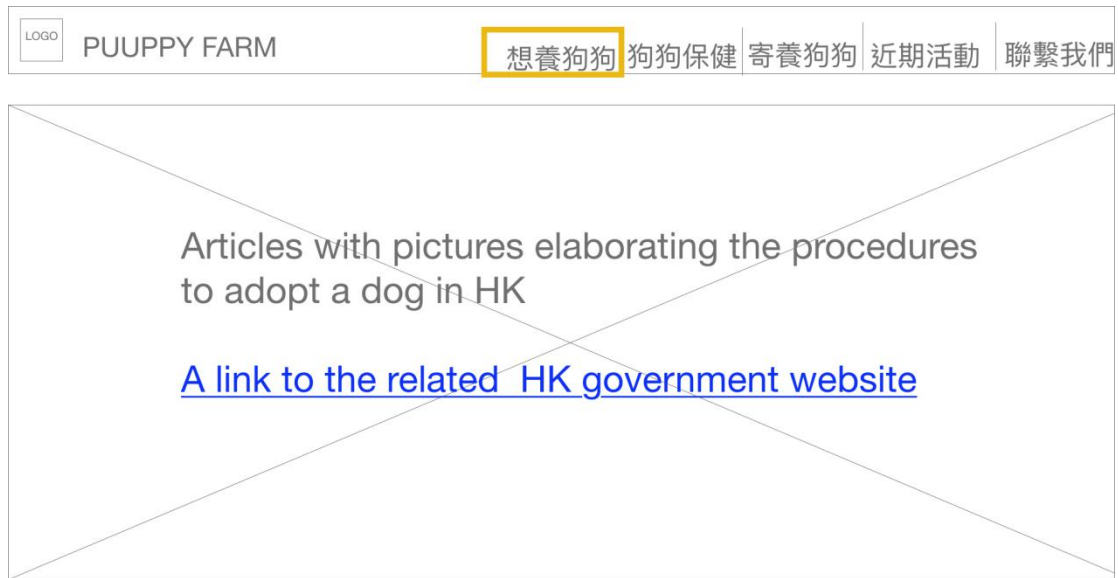 LOGO
PUUPPY FARM
想養狗狗 狗狗保健 寄養狗狗 近期活動 聯繫我們
Articles with pictures elaborating the procedures
to adopt a dog in HK
A link to the related HK government website